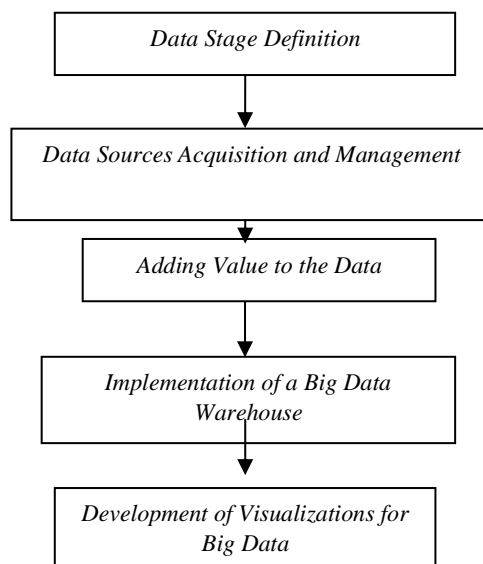 Data Stage Definition
Data Sources Acquisition and Management
Adding Value to the Data
Implementation of a Big Data
Warehouse
Development of Visualizations for
Big Data